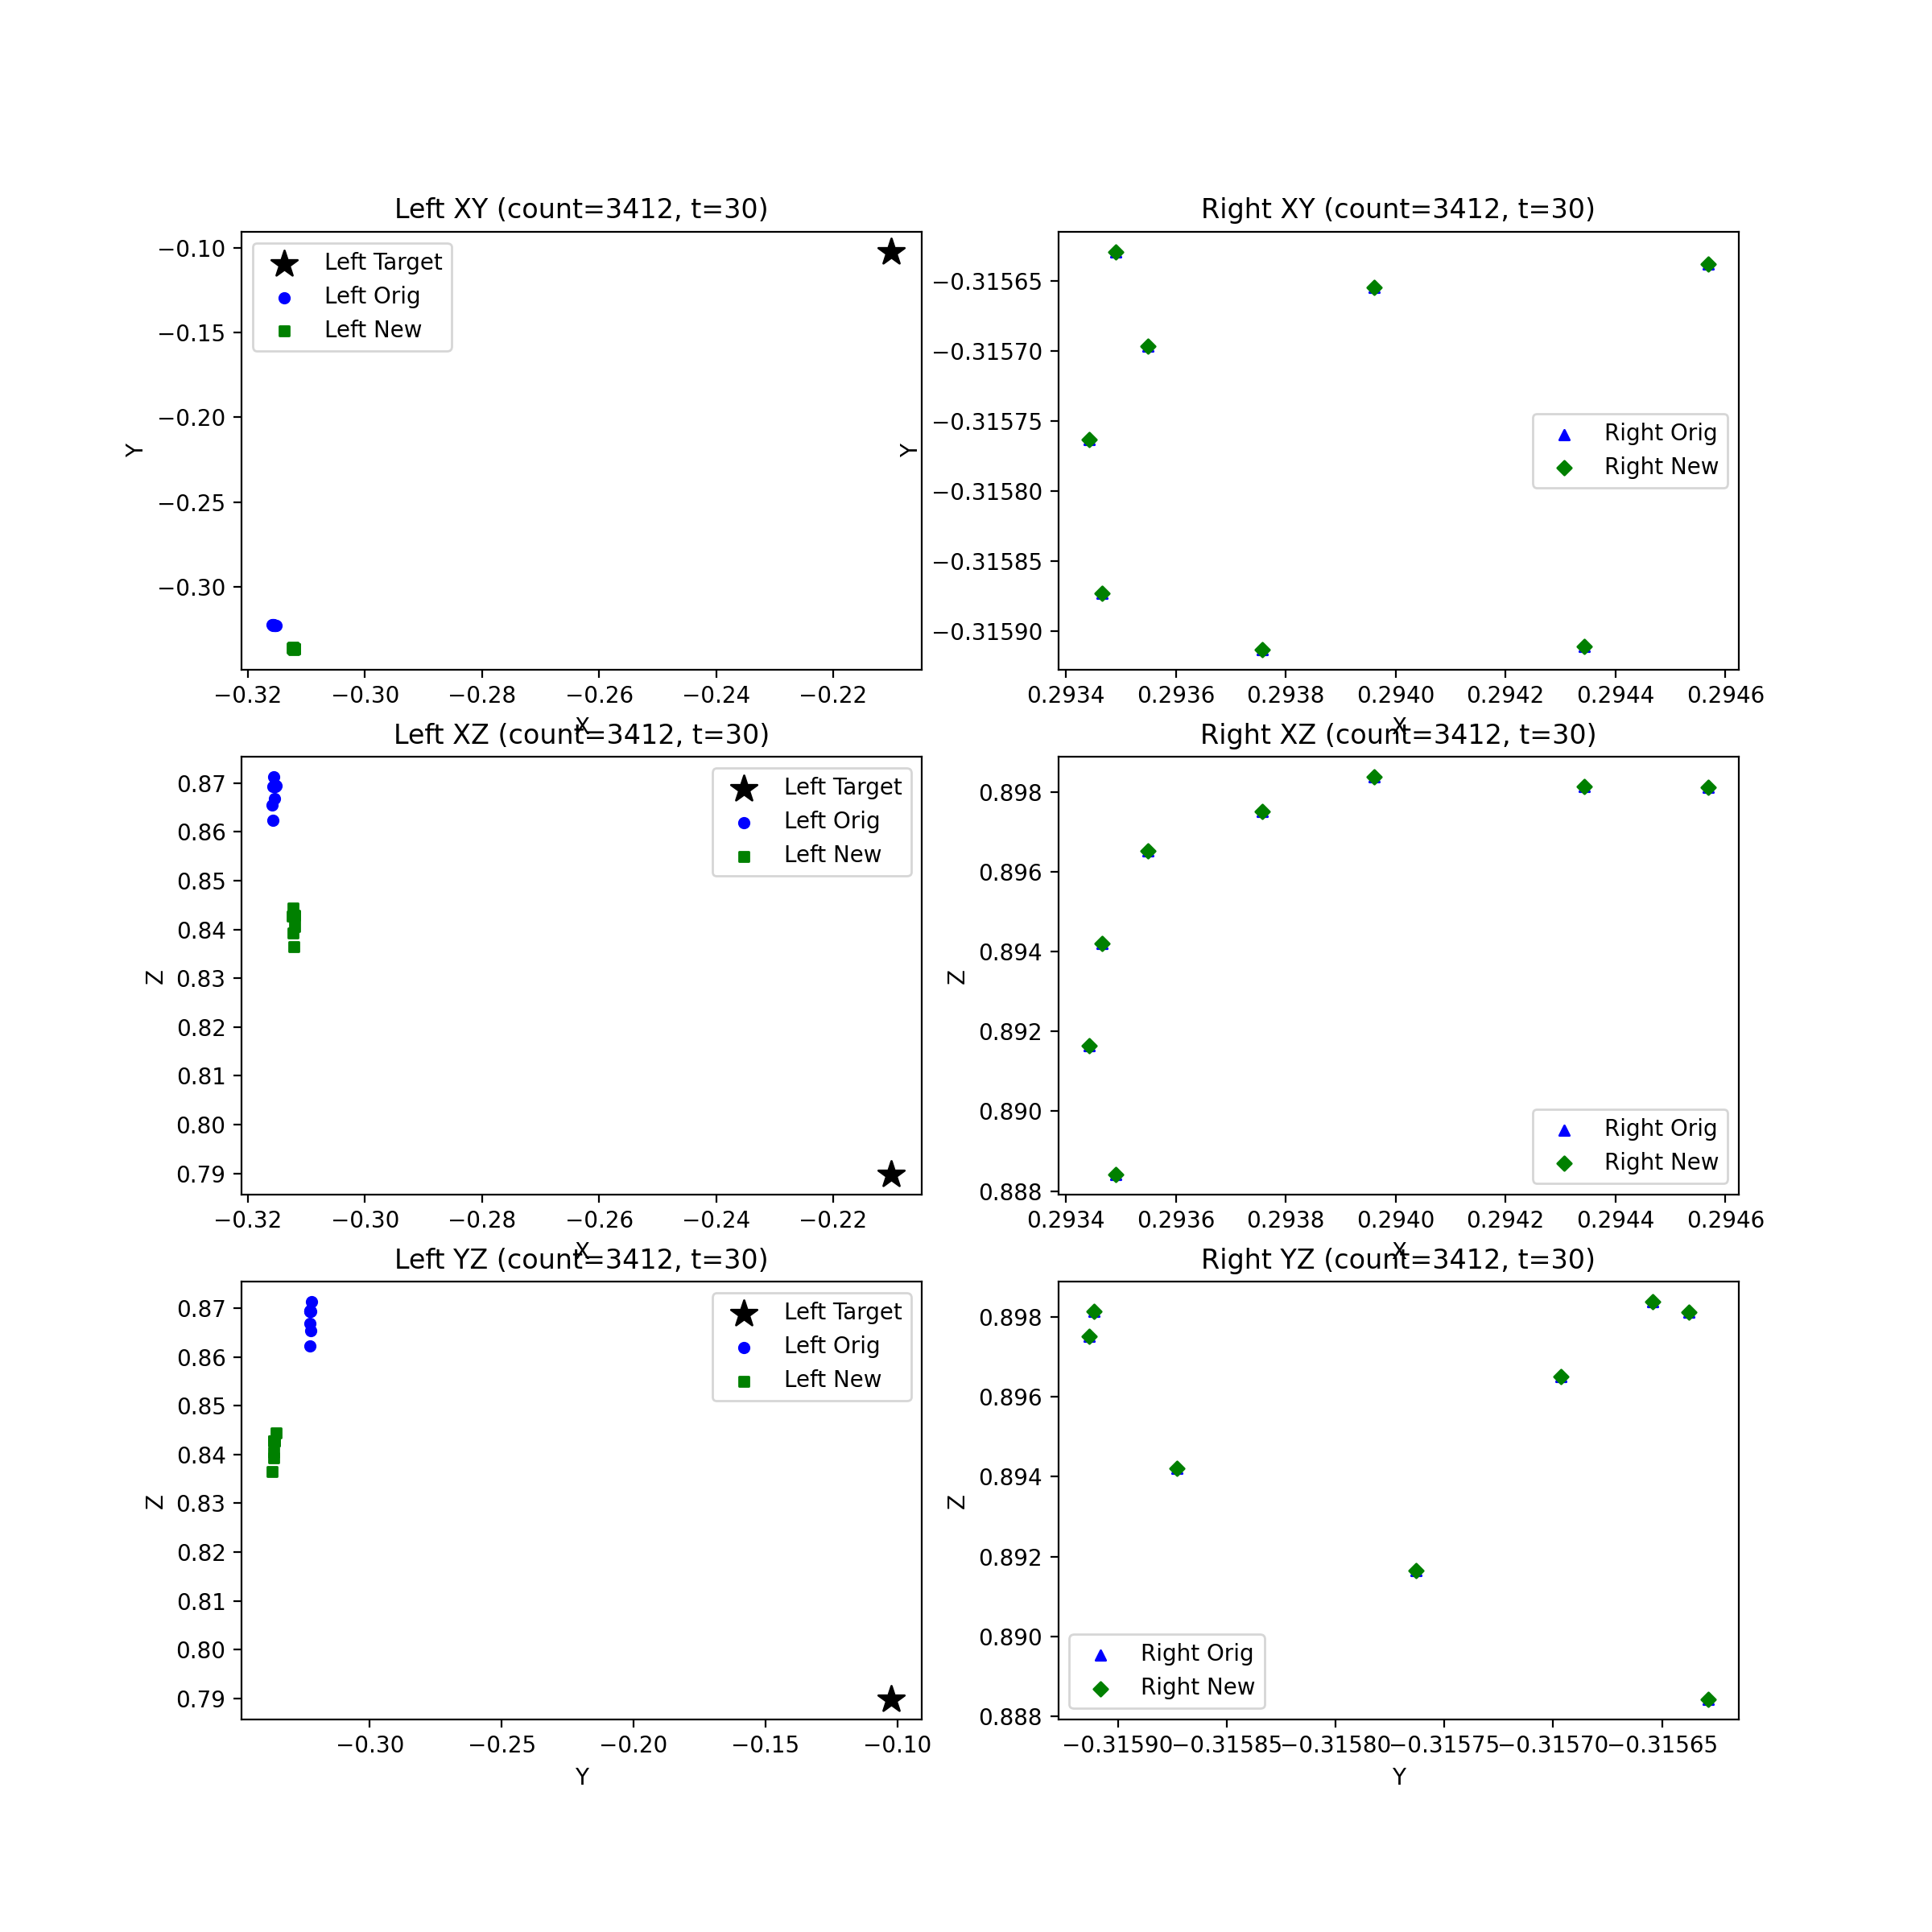 Left XY (count=3412, t=30)
Left Target
Left Orig
Left New
Y
−0.10
−0.15
−0.20
−0.25
−0.30
−0.32 −0.30 −0.28 −0.26 −0.24 −0.22
X
Right XY (count=3412, t=30)
Right Orig
Right New
Y
−0.31565
−0.31570
−0.31575
−0.31580
−0.31585
−0.31590
0.2934 0.2936 0.2938 0.2940 0.2942 0.2944 0.2946
X
Left XZ (count=3412, t=30)
Left Target
Left Orig
Left New
Z
0.87
0.86
0.85
0.84
0.83
0.82
0.81
0.80
0.79
−0.32 −0.30 −0.28 −0.26 −0.24 −0.22
X
Right XZ (count=3412, t=30)
Right Orig
Right New
Z
0.898
0.896
0.894
0.892
0.890
0.888
0.2934 0.2936 0.2938 0.2940 0.2942 0.2944 0.2946
X
Left YZ (count=3412, t=30)
Left Target
Left Orig
Left New
Z
0.87
0.86
0.85
0.84
0.83
0.82
0.81
0.80
0.79
−0.30 −0.25 −0.20 −0.15 −0.10
Y
Right YZ (count=3412, t=30)
Right Orig
Right New
Z
0.898
0.896
0.894
0.892
0.890
0.888
−0.31590 −0.31585 −0.31580 −0.31575 −0.31570 −0.31565
Y